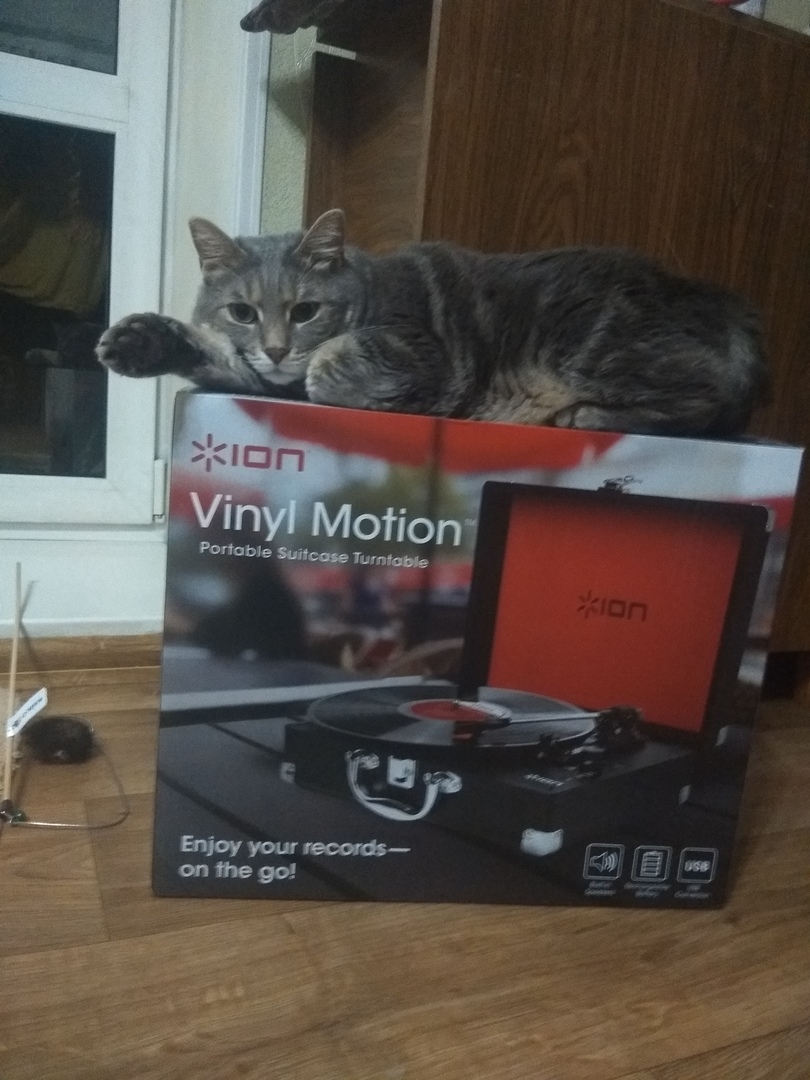 ION
Vinyl Motion™
Portable Suitcase Turntable
ION
Enjoy your records—
on the go!
USB